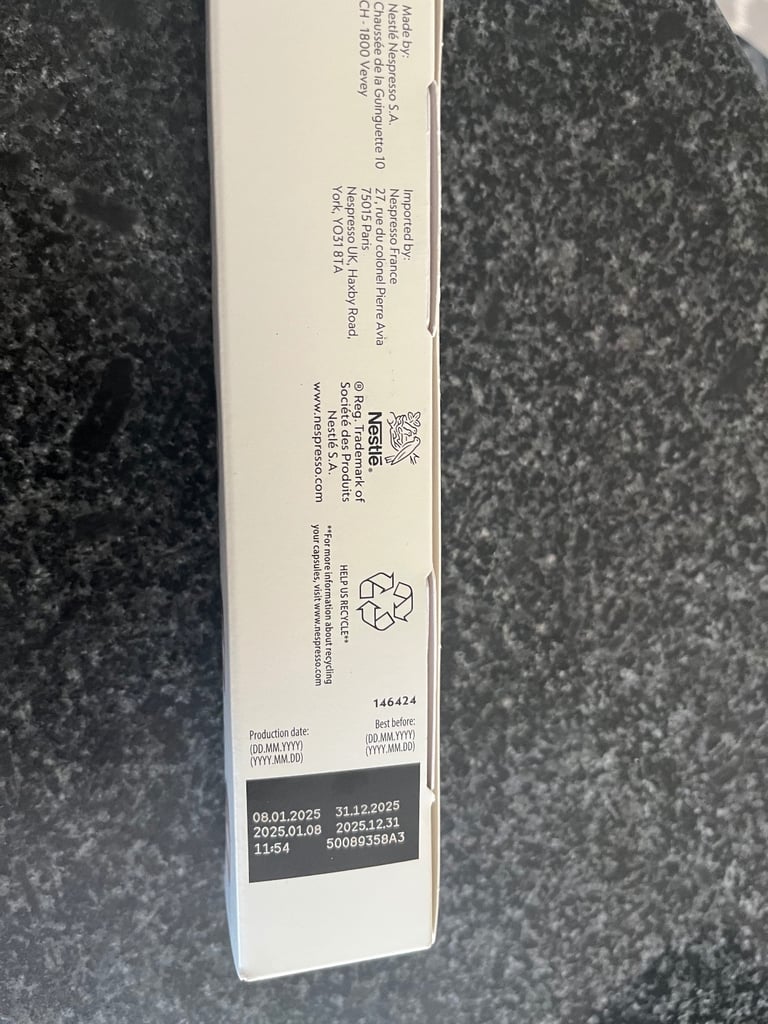 Made by:
Nestlé Nespresso S.A.
Chaussée de la Guinguette 10
CH - 1800 Vevey
Imported by:
Nespresso France
27, rue du colonel Pierre Avia
75015 Paris
Nespresso UK, Haxby Road,
York, YO31 8TA
Nestlé®
® Reg. Trademark of
Société des Produits
Nestlé S.A.
www.nespresso.com
HELP US RECYCLE**
**For more information about recycling
your capsules, visit www.nespresso.com
146424
Production date:
(DD.MM.YYYY)
(YYYY.MM.DD)
Best before:
(DD.MM.YYYY)
(YYYY.MM.DD)
08.01.2025 31.12.2025
2025.01.08 2025.12.31
11:54 50089358A3